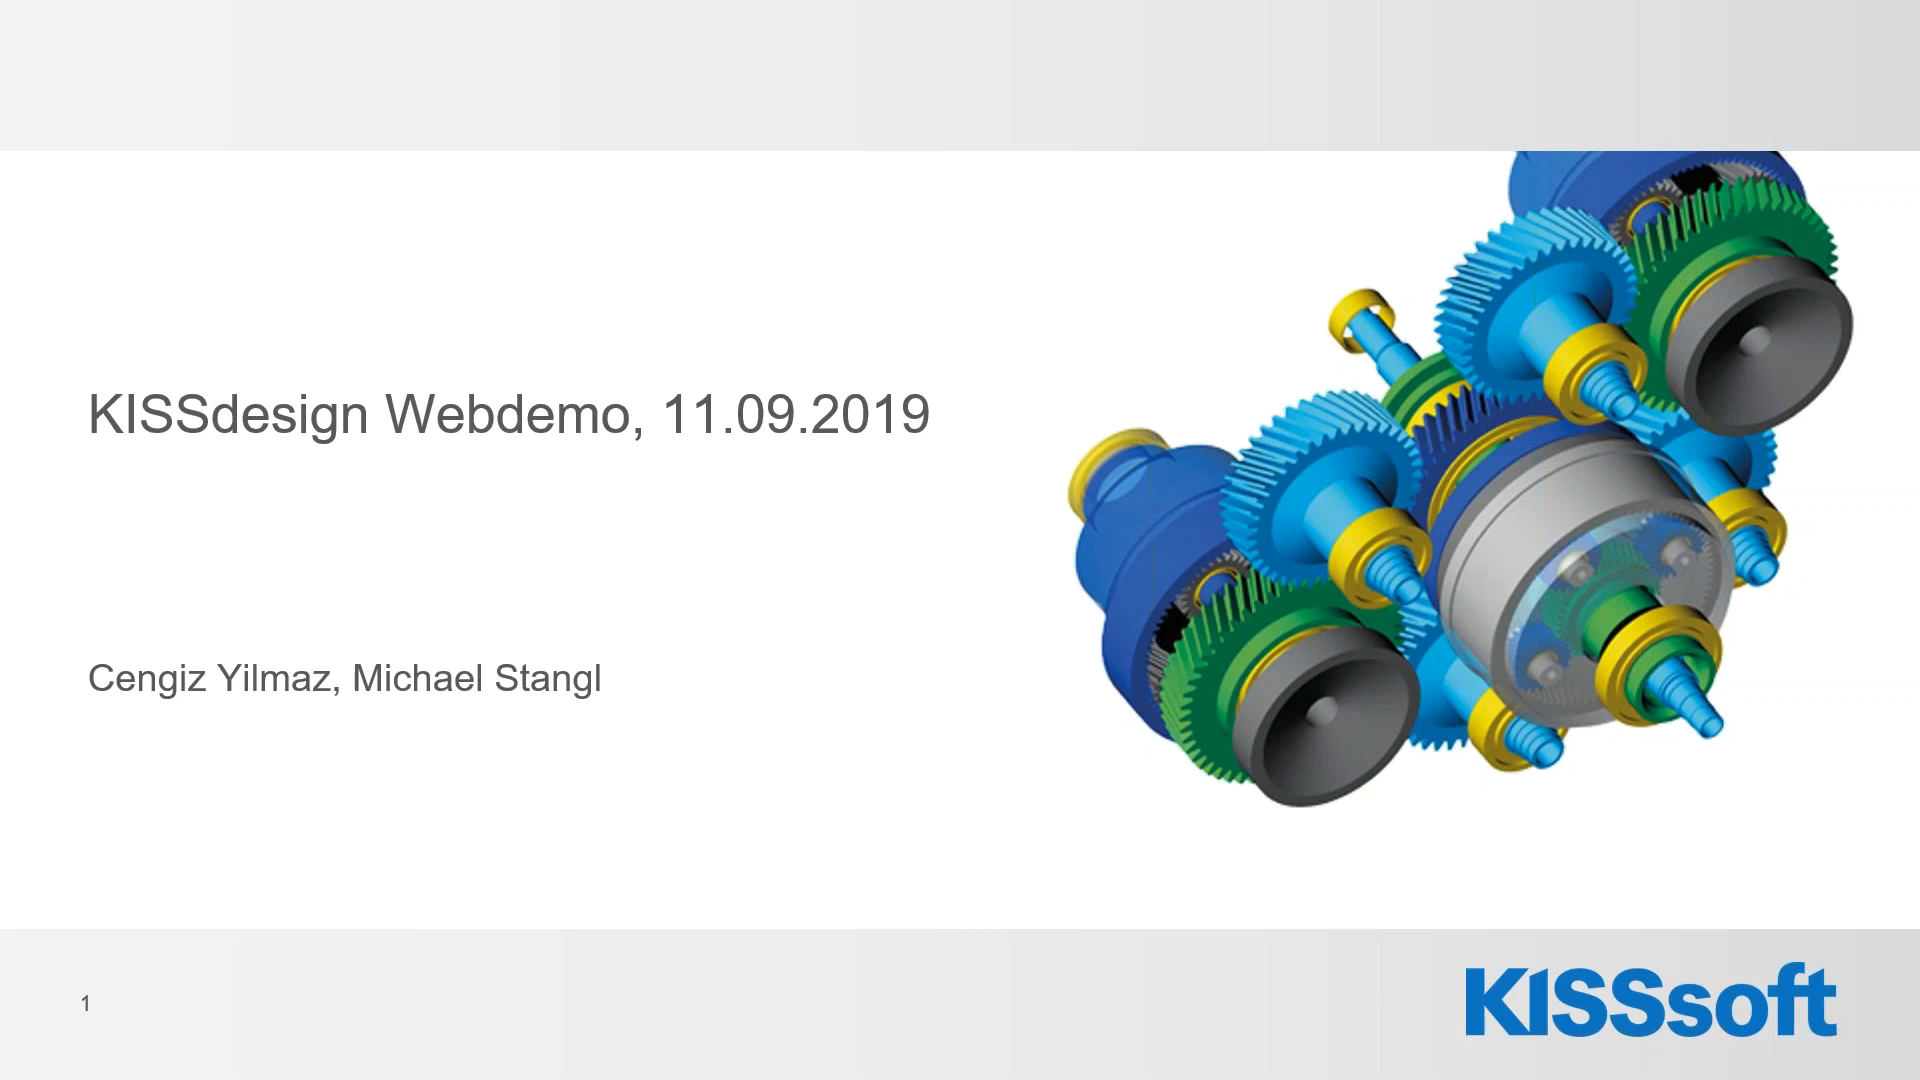 KISSdesign Webdemo, 11.09.2019
Cengiz Yilmaz, Michael Stangl
1
KISSsoft